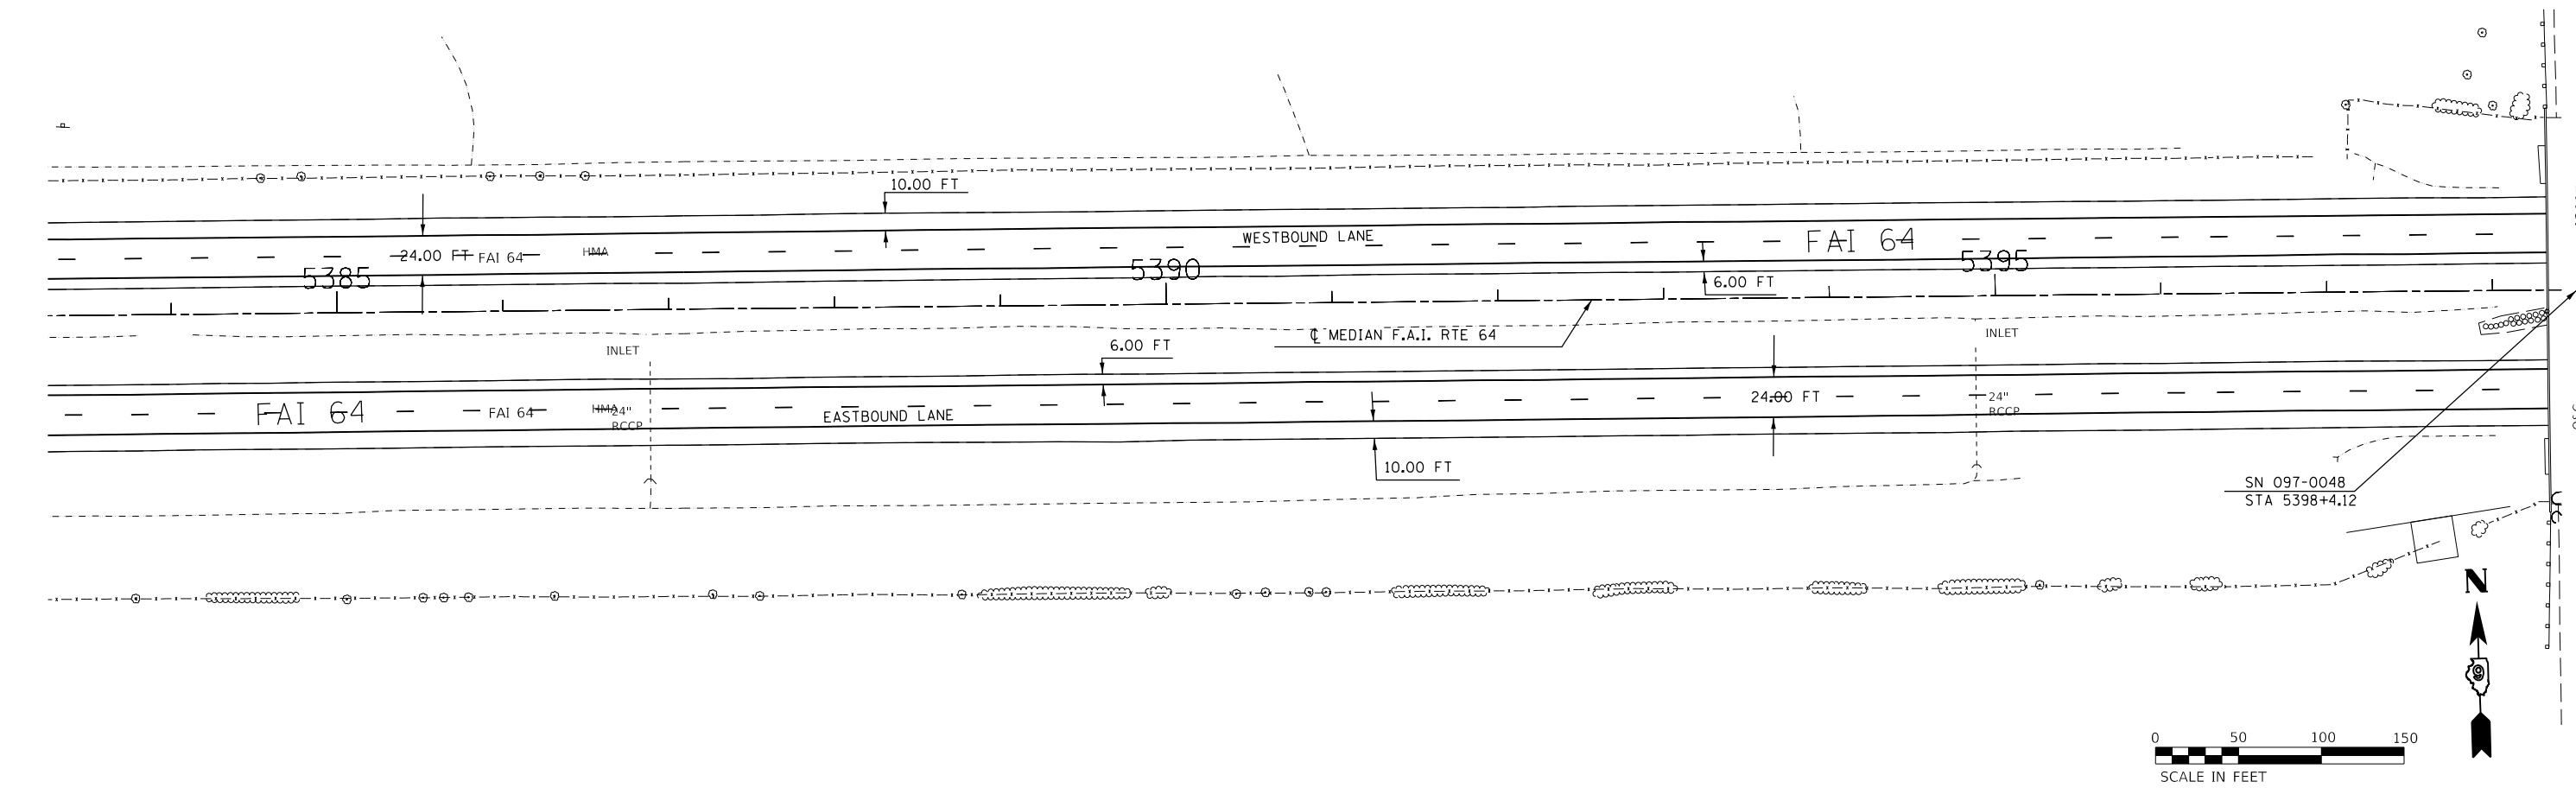 10.00 FT
WESTBOUND LANE
FAI 64
24.00 FT
FAI 64
HMA
5385
5390
5395
6.00 FT
℄ MEDIAN F.A.I. RTE 64
INLET
INLET
6.00 FT
FAI 64
FAI 64
HMA
24"
RCCP
EASTBOUND LANE
24.00 FT
24"
RCCP
10.00 FT
SN 097-0048
STA 5398+4.12
N
9
0 50 100 150
SCALE IN FEET